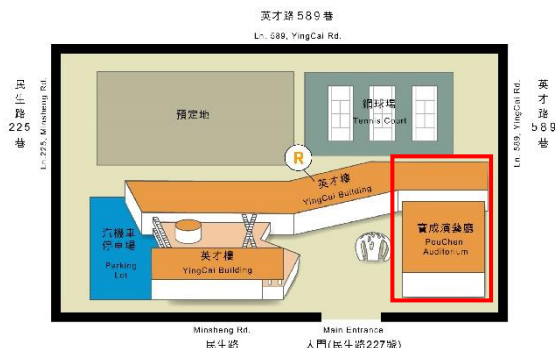 英才路589巷
Ln. 589, YingCai Rd.
民生路225巷
Ln.225, Minsheng Rd.
預定地
網球場
Tennis Court
Ln. 589, YingCai Rd.
英才路589巷
R
英才樓
YingCai Building
寶成演藝廳
PouChen
Auditorium
汽機車
停車場
Parking
Lot
英才樓
YingCai Building
Minsheng Rd.
民生路
Main Entrance
大門(民生路227號)